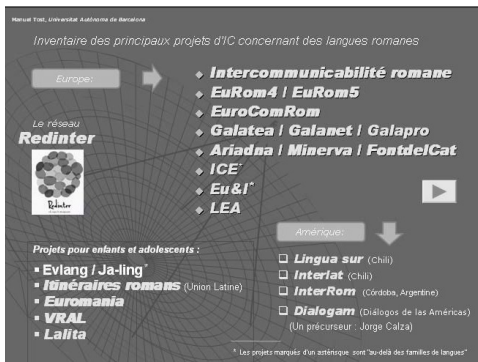 Manuel Tost, Universitat Autònoma de Barcelona
Inventaire des principaux projets d'IC concernant des langues romanes
Europe:
Intercommunicabilité romane
EuRom4 / EuRom5
EuroComRom
Galatea / Galanet / Galapro
Ariadna / Minerva / FontdelCat
ICE*
Eu&I*
LEA
Le réseau
Redinter
Redinter
Amérique:
Lingua sur (Chili)
Interlat (Chili)
InterRom (Córdoba, Argentine)
Dialogam (Diálogos de las Américas)
(Un précurseur : Jorge Calza)
Projets pour enfants et adolescents :
Evlang / Ja-ling*
Itinéraires romans (Union Latine)
Euromania
VRAL
Lalita
* Les projets marqués d'un astérisque sont "au-delà des familles de langues"